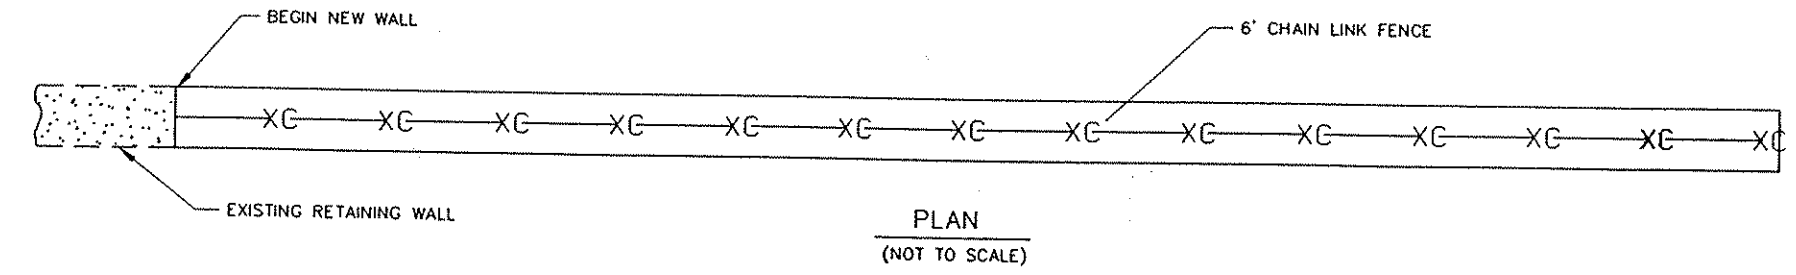 BEGIN NEW WALL
6' CHAIN LINK FENCE
XC XC XC XC XC XC XC XC XC XC XC XC XC XC
EXISTING RETAINING WALL
PLAN
(NOT TO SCALE)